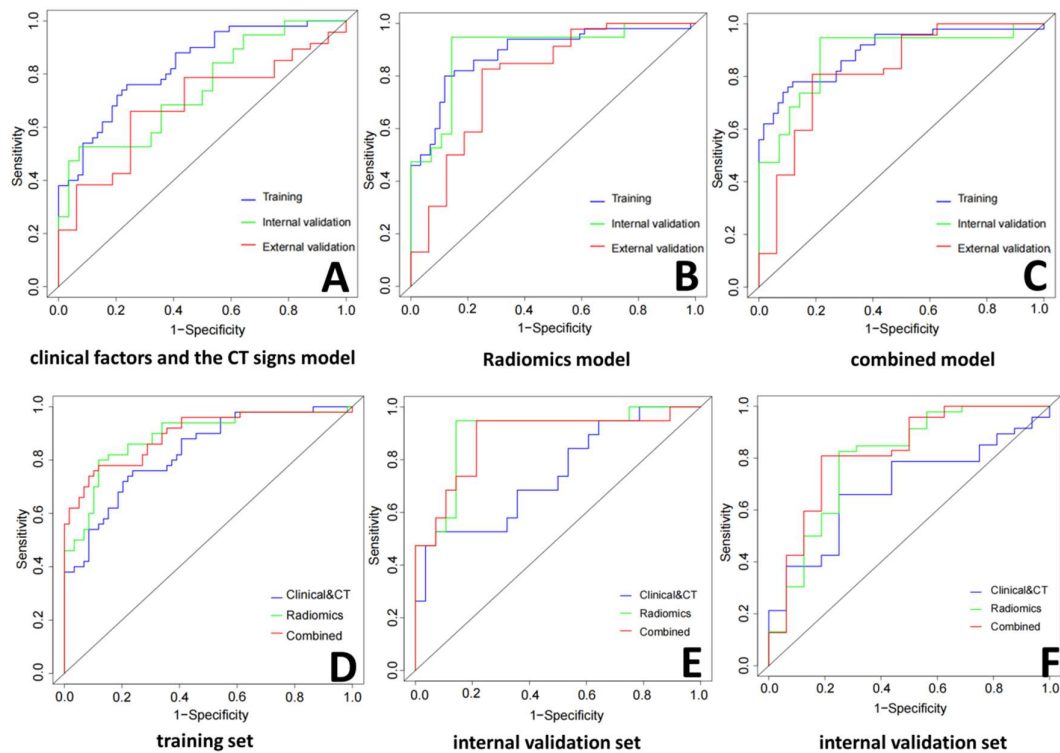 1.0
0.8
0.6
0.4
0.2
0.0
Sensitivity
Training
Internal validation
External validation
A
0.0 0.2 0.4 0.6 0.8 1.0
1−Specificity
clinical factors and the CT signs model
1.0
0.8
0.6
0.4
0.2
0.0
Sensitivity
Training
Internal validation
External validation
B
0.0 0.2 0.4 0.6 0.8 1.0
1−Specificity
Radiomics model
1.0
0.8
0.6
0.4
0.2
0.0
Sensitivity
Training
Internal validation
External validation
C
0.0 0.2 0.4 0.6 0.8 1.0
1−Specificity
combined model
1.0
0.8
0.6
0.4
0.2
0.0
Sensitivity
Clinical&CT
Radiomics
Combined
D
0.0 0.2 0.4 0.6 0.8 1.0
1−Specificity
training set
1.0
0.8
0.6
0.4
0.2
0.0
Sensitivity
Clinical&CT
Radiomics
Combined
E
0.0 0.2 0.4 0.6 0.8 1.0
1−Specificity
internal validation set
1.0
0.8
0.6
0.4
0.2
0.0
Sensitivity
Clinical&CT
Radiomics
Combined
F
0.0 0.2 0.4 0.6 0.8 1.0
1−Specificity
internal validation set